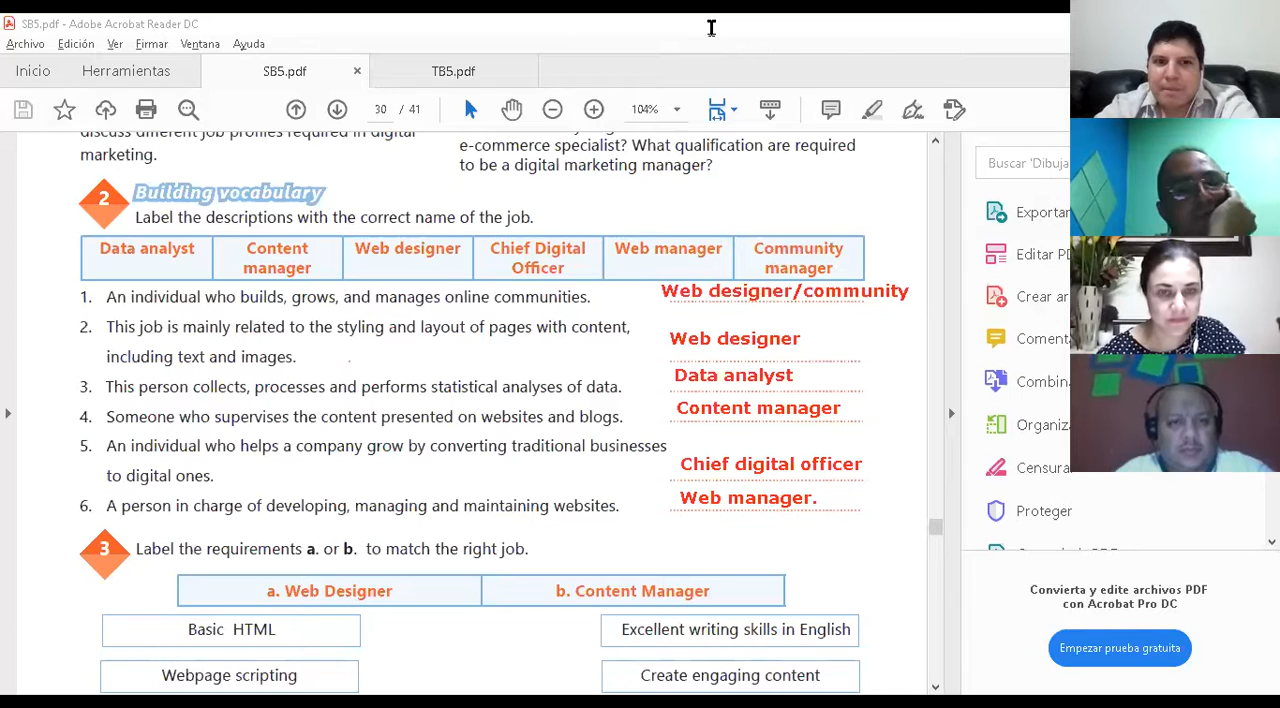 SB5.pdf - Adobe Acrobat Reader DC
Archivo Edición Ver Firmar Ventana Ayuda
Inicio Herramientas SB5.pdf × TB5.pdf
30 / 41 104%
discuss different job profiles required in digital
marketing.
e-commerce specialist? What qualification are required
to be a digital marketing manager?
2 Building vocabulary
Label the descriptions with the correct name of the job.
Data analyst
Content manager
Web designer
Chief Digital Officer
Web manager
Community manager
1. An individual who builds, grows, and manages online communities. Web designer/community
2. This job is mainly related to the styling and layout of pages with content,
including text and images. Web designer
3. This person collects, processes and performs statistical analyses of data. Data analyst
4. Someone who supervises the content presented on websites and blogs. Content manager
5. An individual who helps a company grow by converting traditional businesses
to digital ones. Chief digital officer
6. A person in charge of developing, managing and maintaining websites. Web manager.
3 Label the requirements a. or b. to match the right job.
a. Web Designer b. Content Manager
Basic HTML Excellent writing skills in English
Webpage scripting Create engaging content
Buscar 'Dibuja
Exportar
Editar PD
Crear ar
Comenta
Combin
Organiz
Censura
Proteger
Convierta y edite archivos PDF
con Acrobat Pro DC
Empezar prueba gratuita